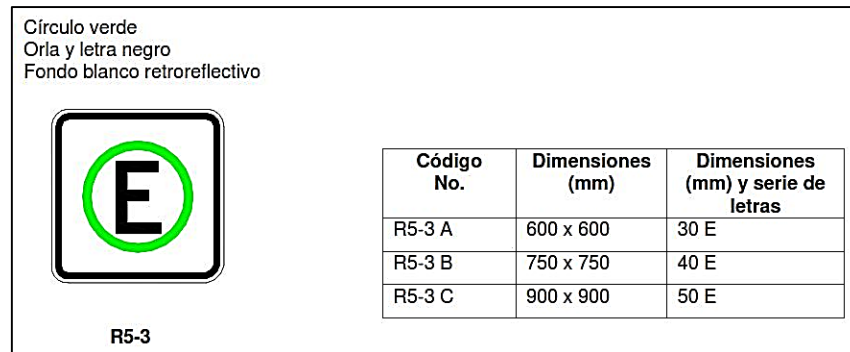 Círculo verde
Orla y letra negro
Fondo blanco retroreflectivo
E
R5-3
Código No. Dimensiones (mm) Dimensiones (mm) y serie de letras
R5-3 A 600 x 600 30 E
R5-3 B 750 x 750 40 E
R5-3 C 900 x 900 50 E